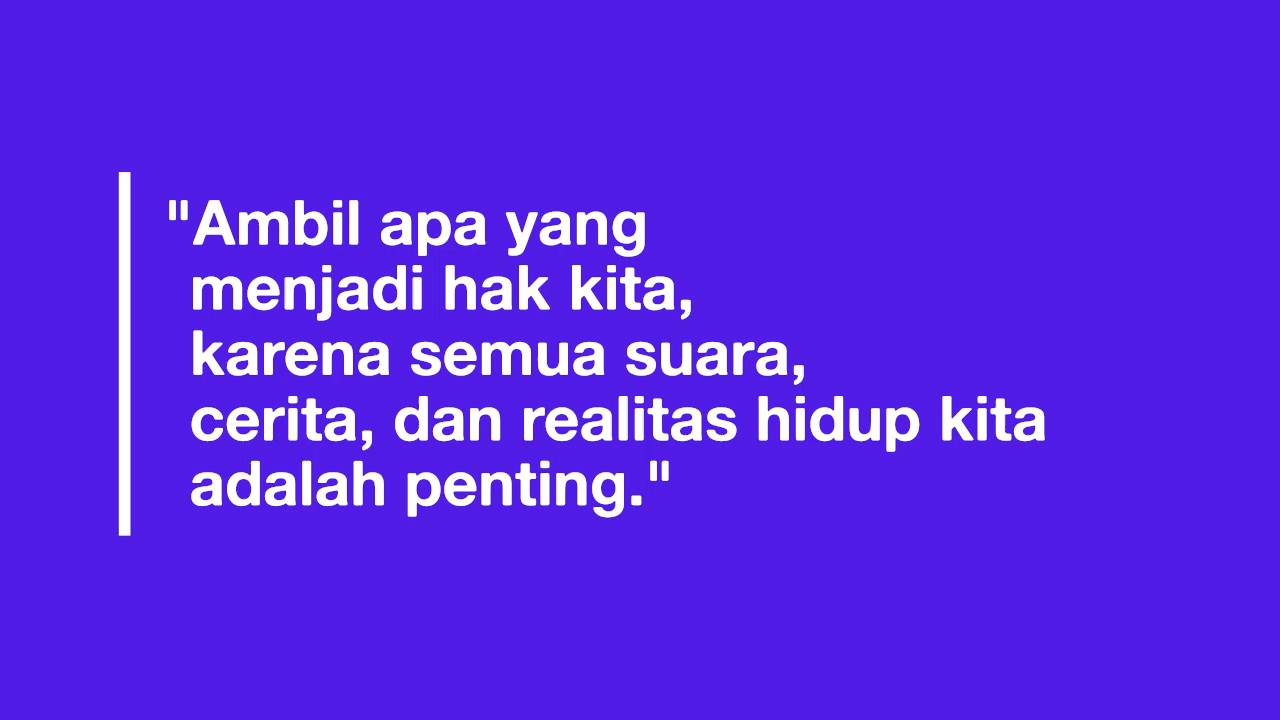 "Ambil apa yang
menjadi hak kita,
karena semua suara,
cerita, dan realitas hidup kita
adalah penting."